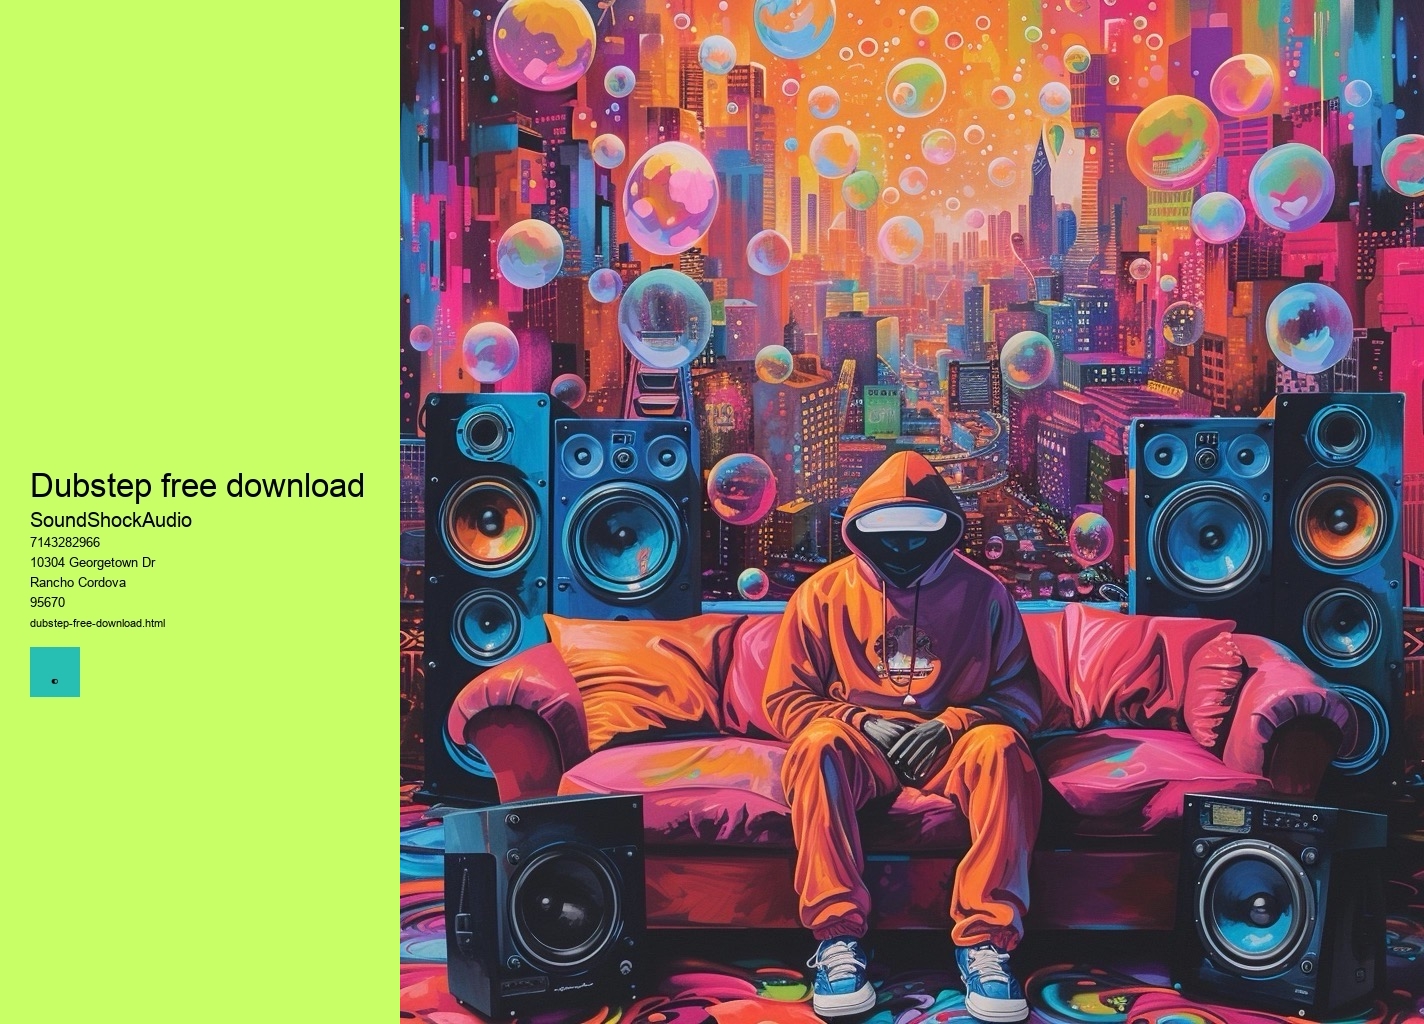 Dubstep free download
SoundShockAudio
7143282966
10304 Georgetown Dr
Rancho Cordova
95670
dubstep-free-download.html